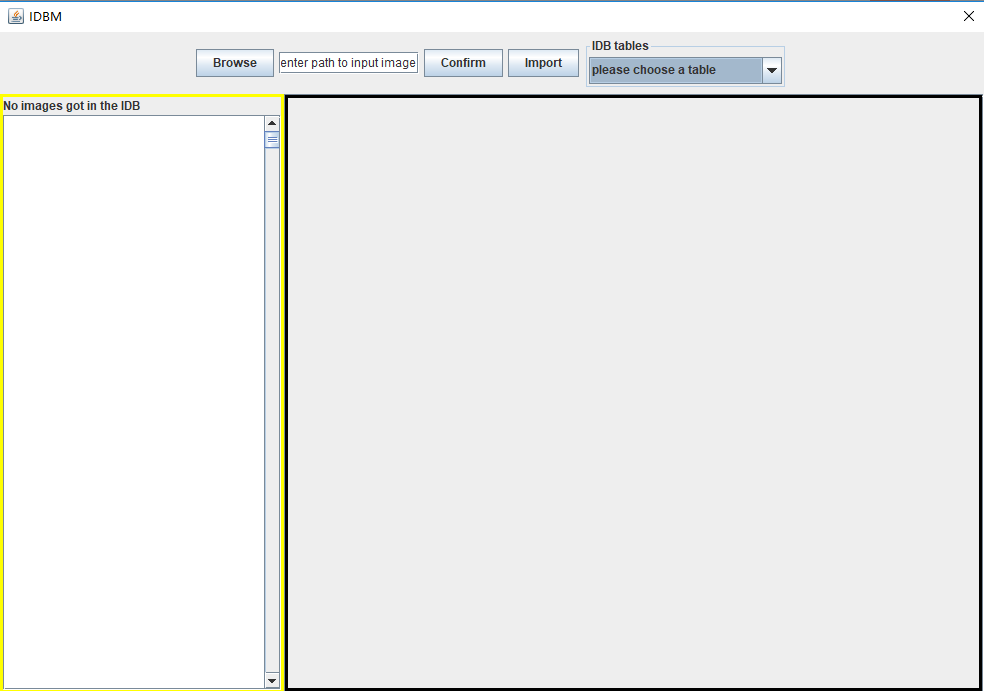 IDBM
Browse
enter path to input image
Confirm
Import
IDB tables
please choose a table
No images got in the IDB